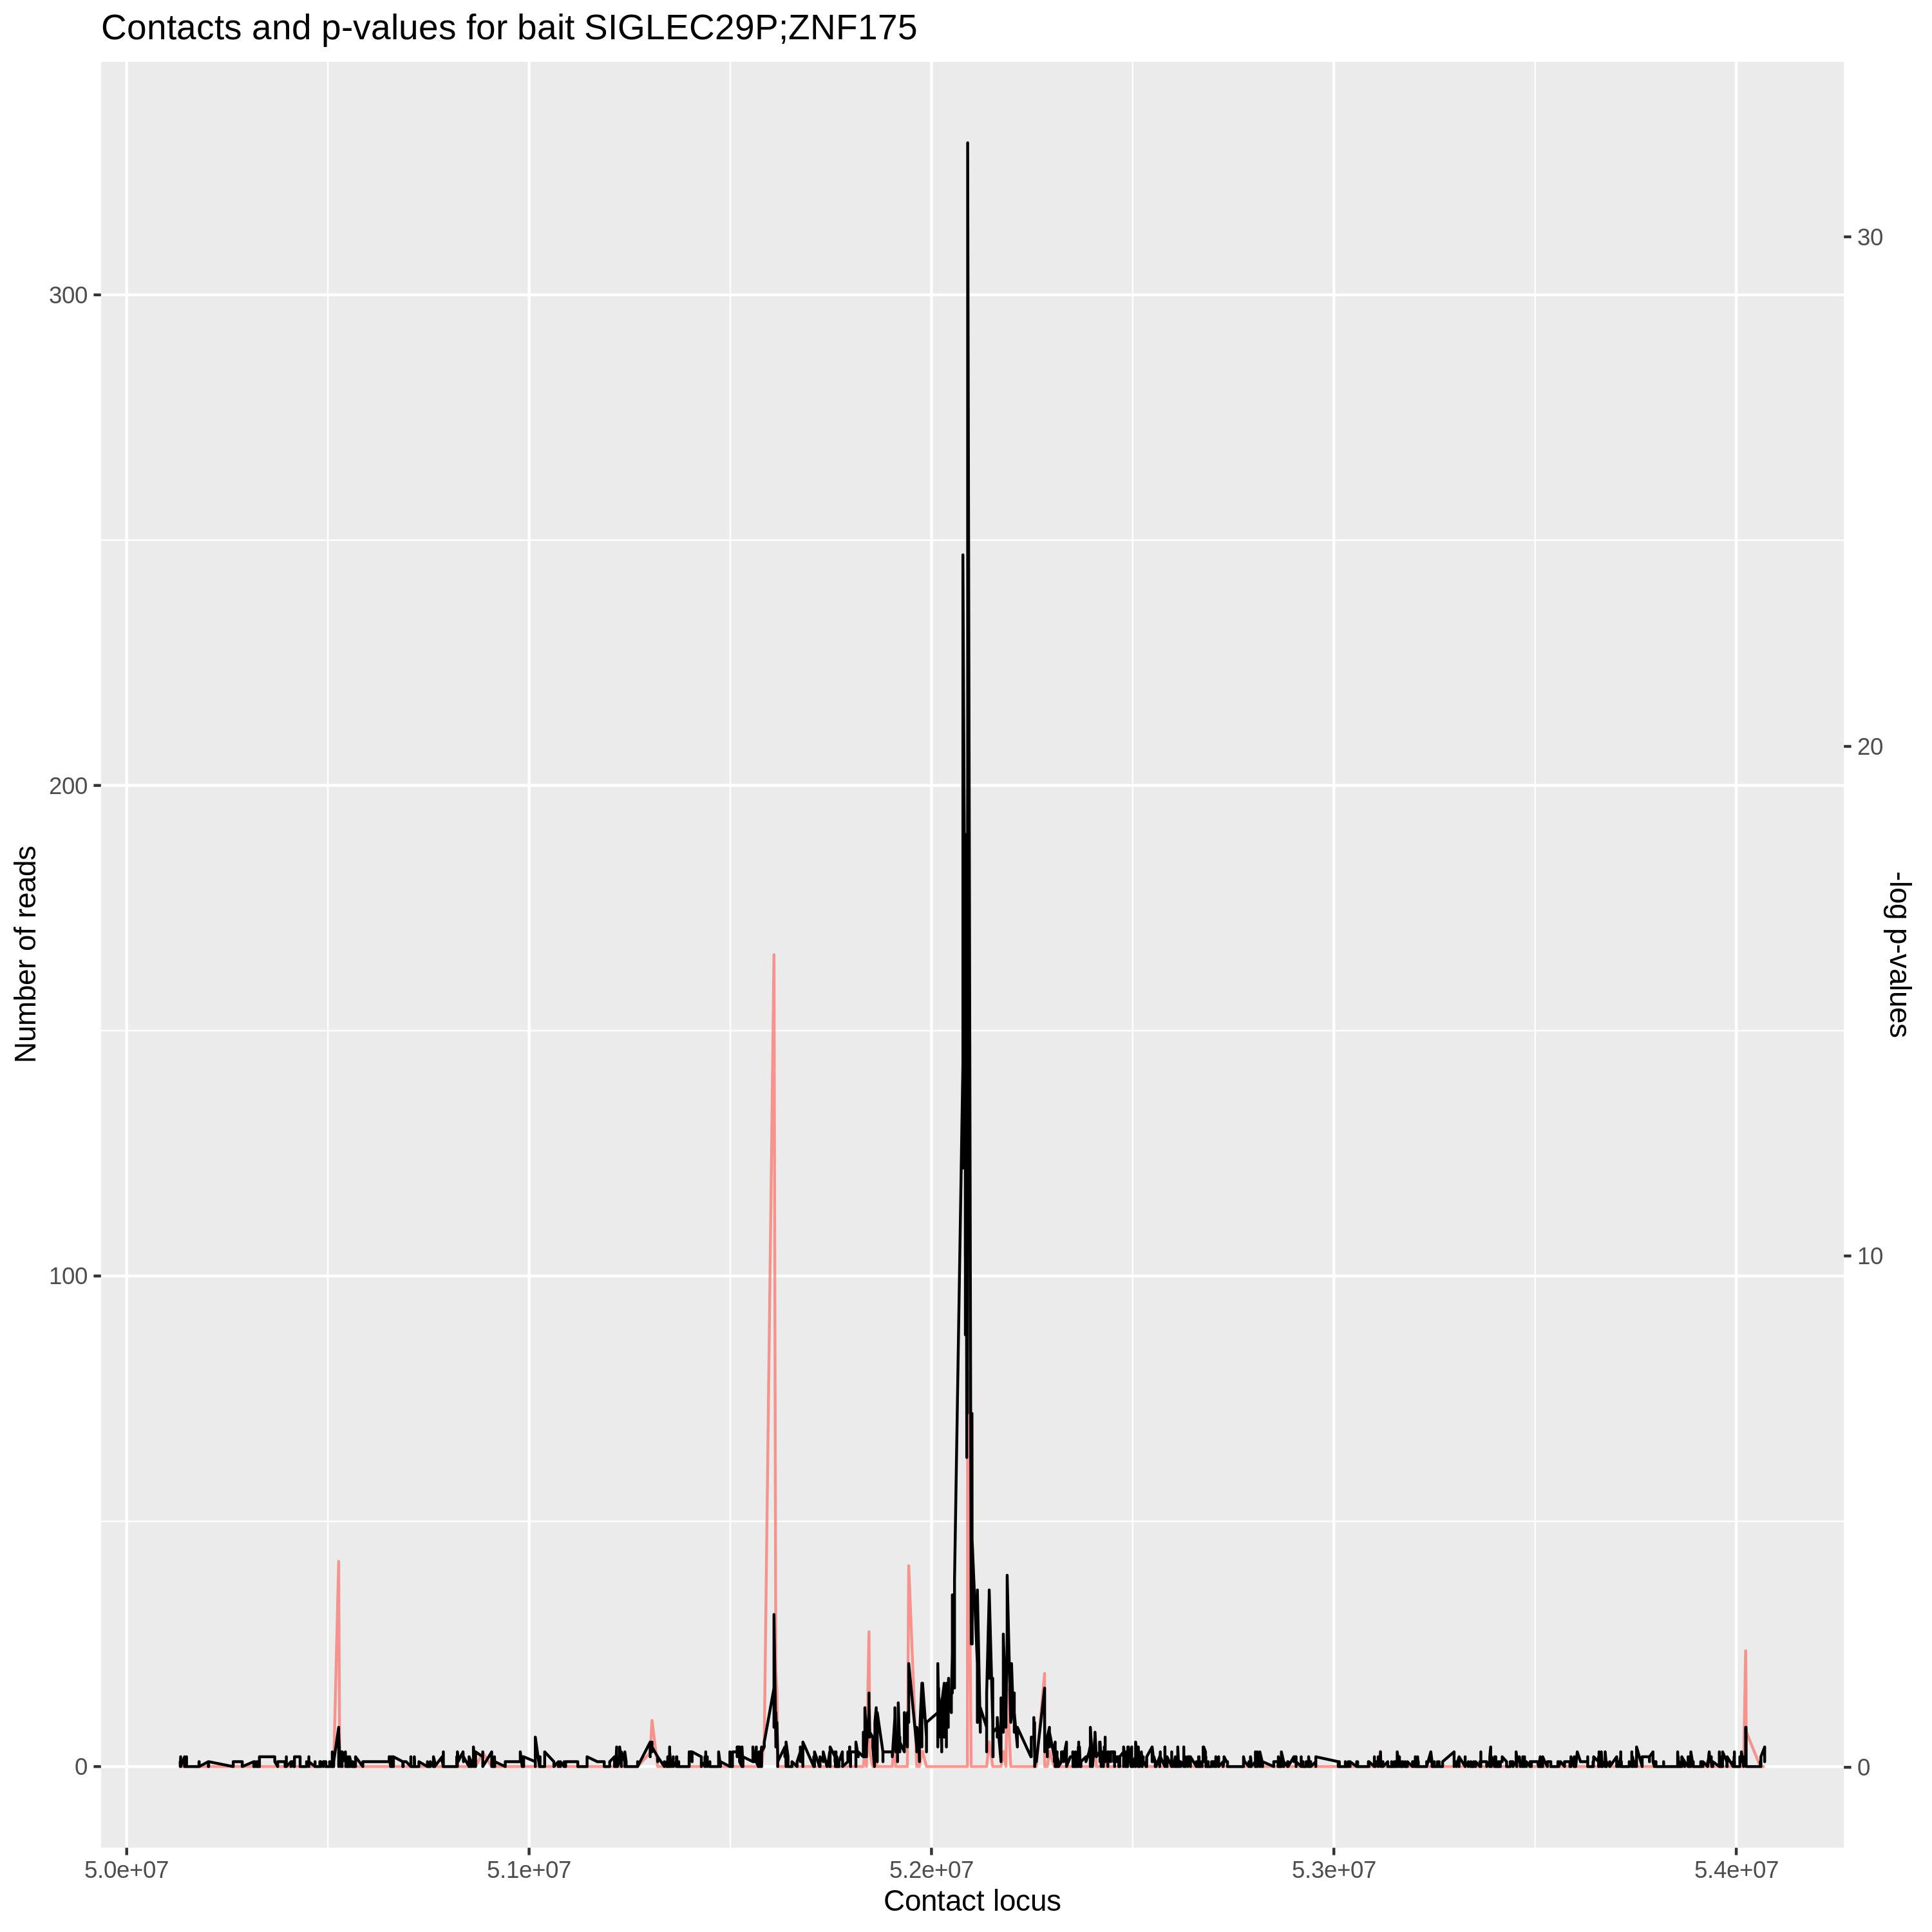 Contacts and p-values for bait SIGLEC29P;ZNF175
Number of reads
300
200
100
0
30
20
10
0
-log p-values
5.0e+07
5.1e+07
5.2e+07
5.3e+07
5.4e+07
Contact locus